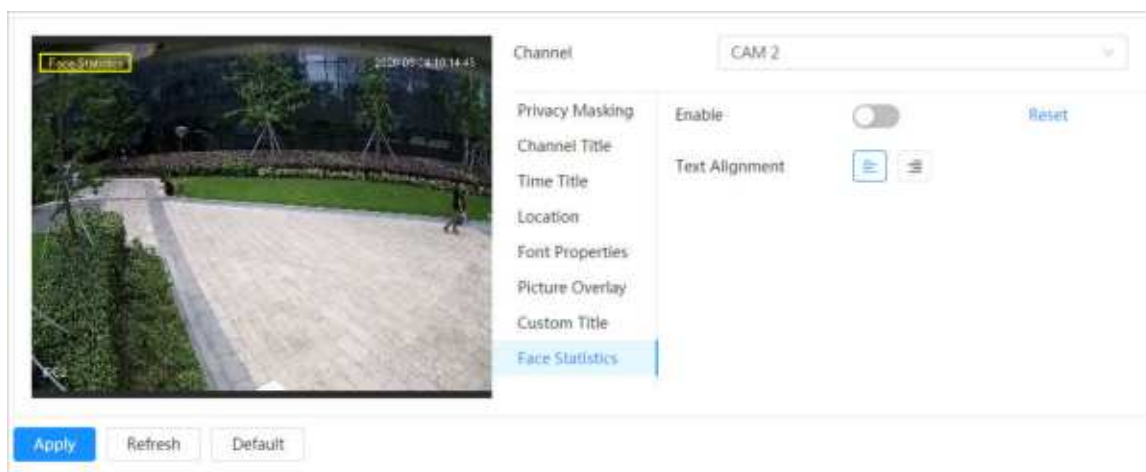 Face Statistics
Channel
CAM 2
Privacy Masking
Enable
Reset
Channel Title
Text Alignment
Time Title
Location
Font Properties
Picture Overlay
Custom Title
Face Statistics
Apply
Refresh
Default